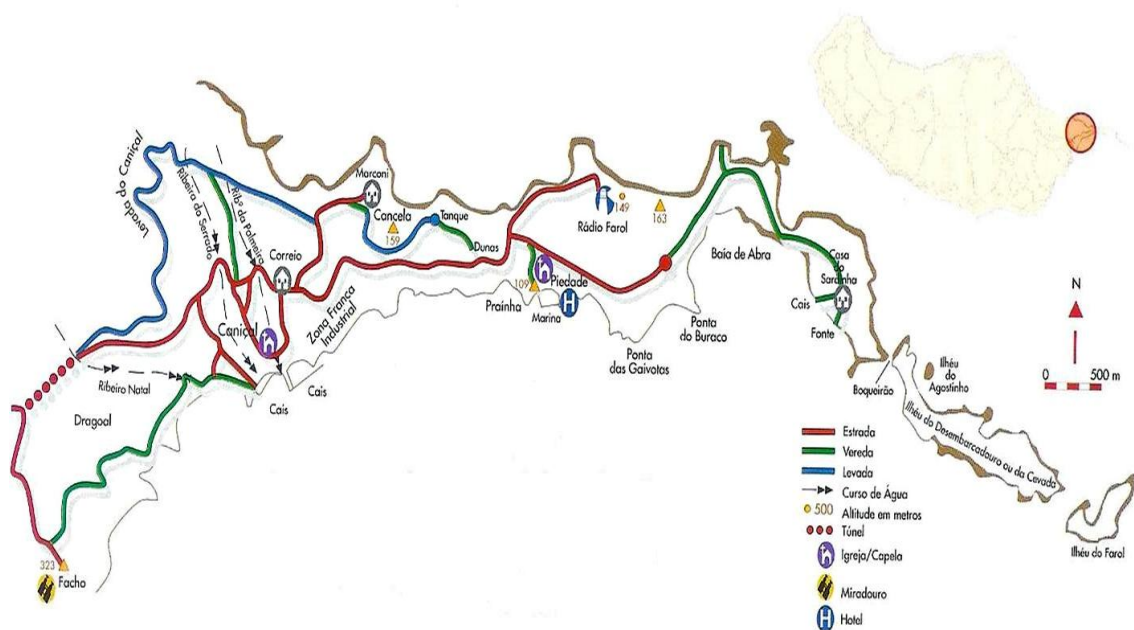 Levada do Caniçal
Ribeira do Serrado
Ribº da Palmeira
Marconi
Cancela
159
Tanque
Dunas
Correio
Caniçal
Zona Franca
Industrial
Cais
Cais
Ribeiro Natal
Dragoal
323
Facho
Rádio Farol
149
163
Piedade
109
Prainha
Marina
H
Ponta
das Gaivotas
Ponta
do Buraco
Baía de Abra
Casa
do
Sardinha
Cais
Fonte
Boqueirão
Ilhéu
do
Agostinho
Ilhéu do Desembarcadouro ou da Cevada
Ilhéu do Farol
N
0 500 m
Estrada
Vereda
Levada
Curso de Água
500 Altitude em metros
Túnel
Igreja/Capela
Miradouro
H Hotel